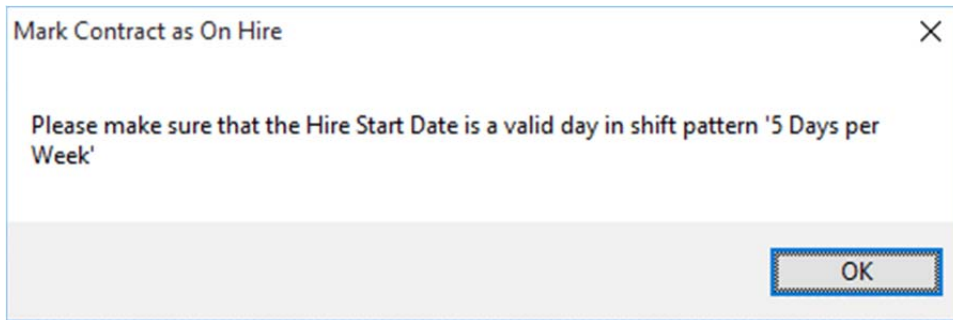 Mark Contract as On Hire
Please make sure that the Hire Start Date is a valid day in shift pattern '5 Days per
Week'
OK